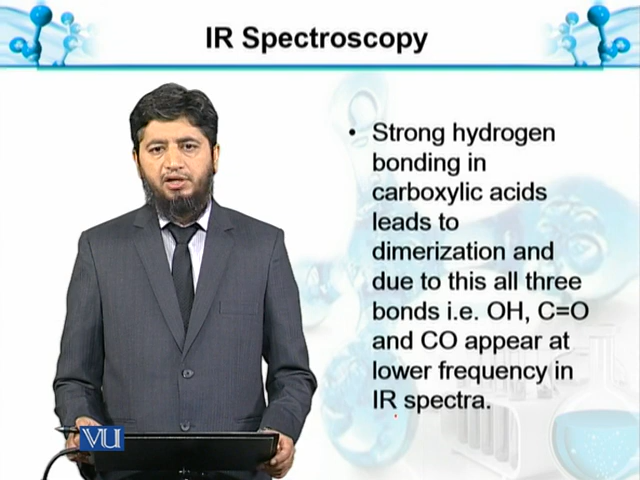 IR Spectroscopy
• Strong hydrogen
bonding in
carboxylic acids
leads to
dimerization and
due to this all three
bonds i.e. OH, C=O
and CO appear at
lower frequency in
IR spectra.
VU